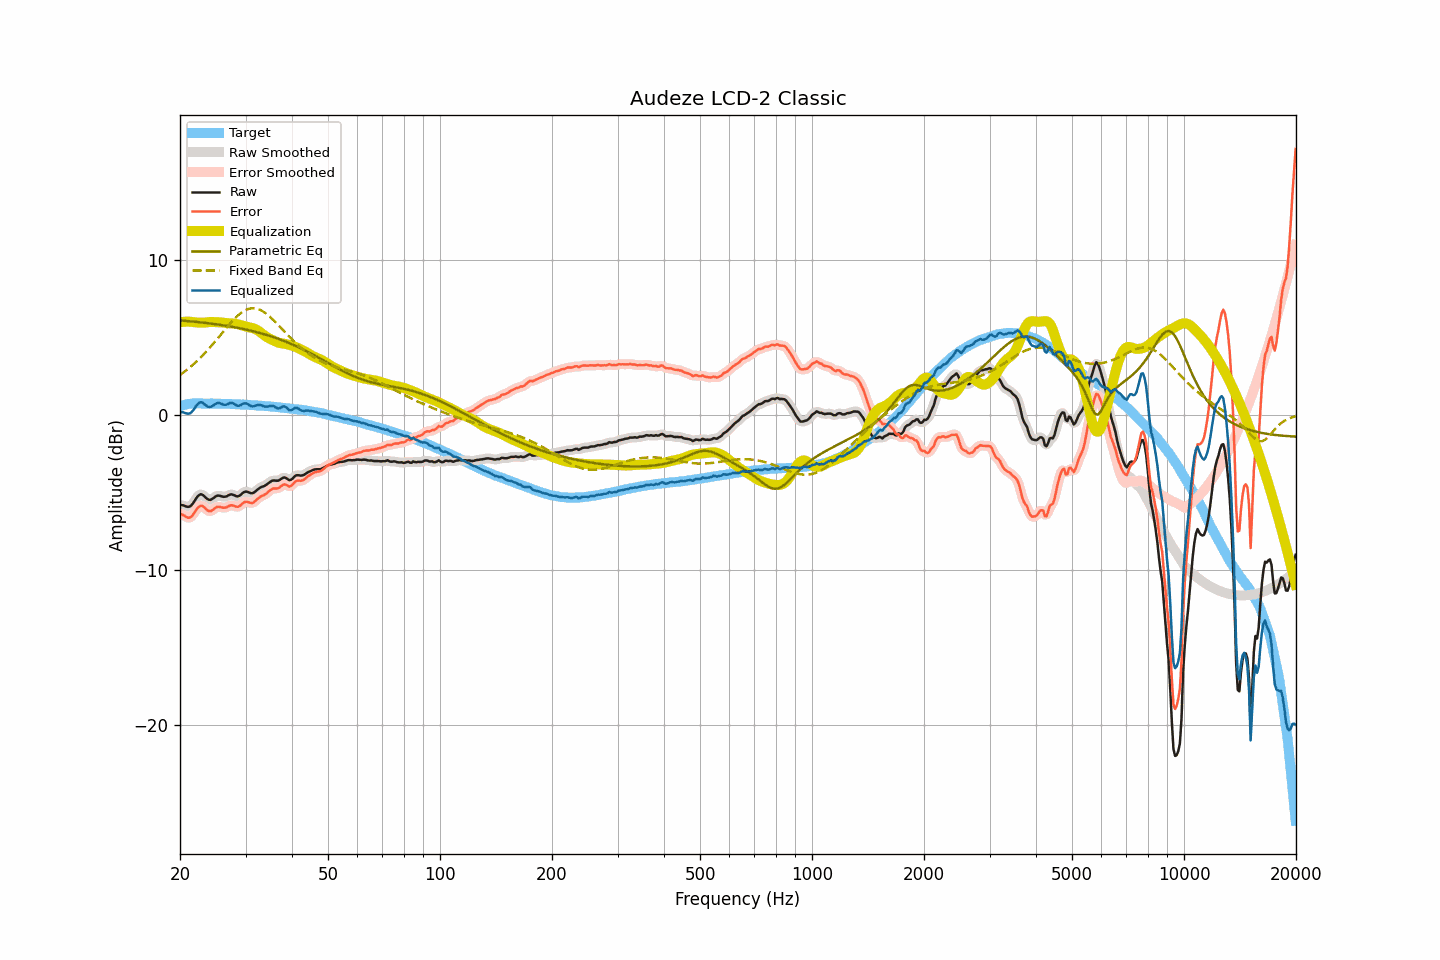 Audeze LCD-2 Classic
Target
Raw Smoothed
Error Smoothed
Raw
Error
Equalization
Parametric Eq
Fixed Band Eq
Equalized
Amplitude (dBr)
10
0
−10
−20
20 50 100 200 500 1000 2000 5000 10000 20000
Frequency (Hz)